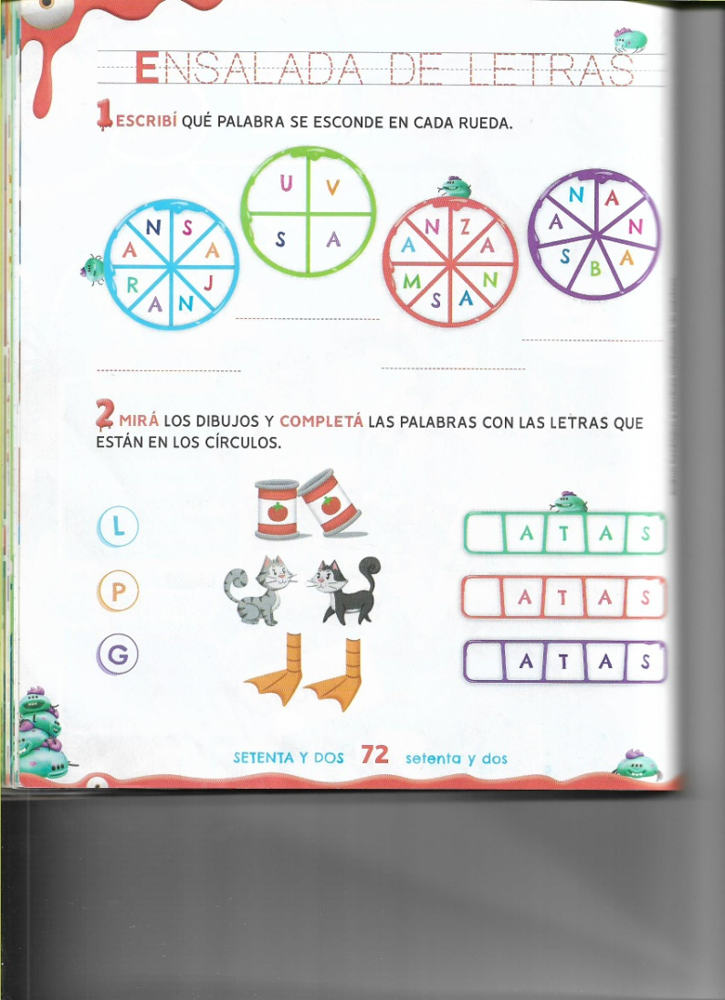 ENSALADA DE LETRAS
1 ESCRIBÍ QUÉ PALABRA SE ESCONDE EN CADA RUEDA.
N S A J N A R A
U V A S
N Z A N A S M A
N A N A B S A
2 MIRÁ LOS DIBUJOS Y COMPLETÁ LAS PALABRAS CON LAS LETRAS QUE
ESTÁN EN LOS CÍRCULOS.
L
A T A S
P
A T A S
G
A T A S
SETENTA Y DOS 72 setenta y dos